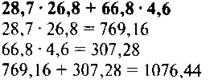 28,7 · 26,8 + 66,8 · 4,6
28,7 · 26,8 = 769,16
66,8 · 4,6 = 307,28
769,16 + 307,28 = 1076,44